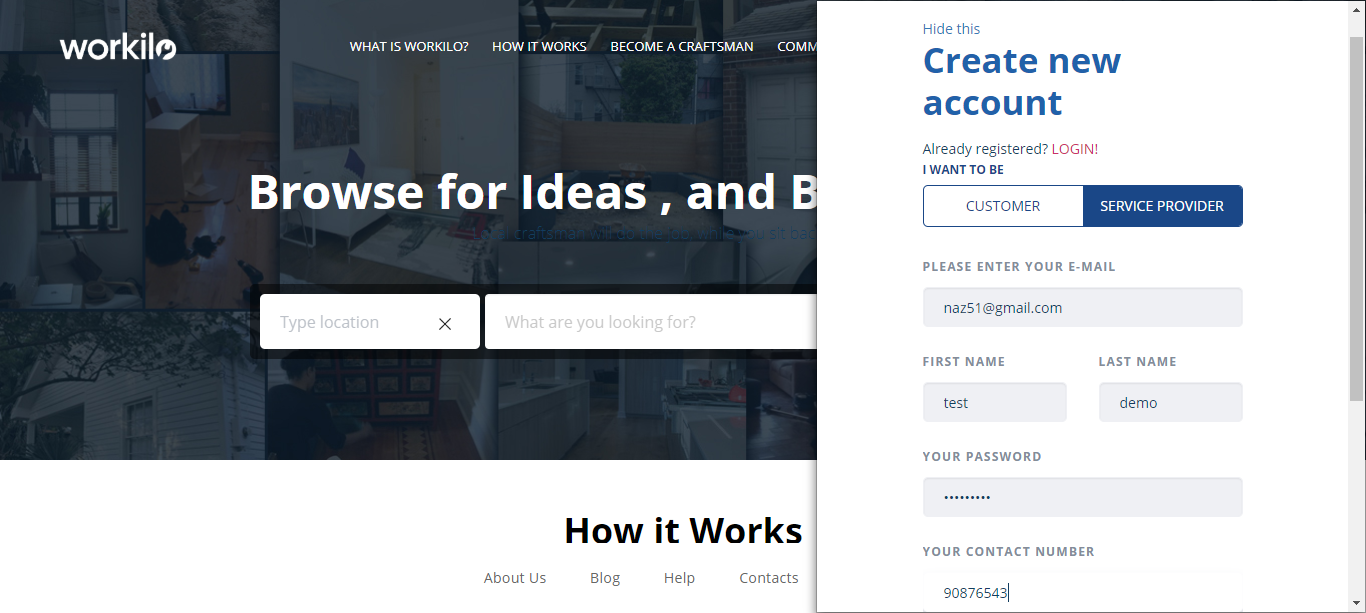 workilo
WHAT IS WORKILO? HOW IT WORKS BECOME A CRAFTSMAN COMM
Browse for Ideas , and B
Type location
What are you looking for?
How it Works
About Us Blog Help Contacts
Hide this
Create new
account
Already registered? LOGIN!
I WANT TO BE
CUSTOMER SERVICE PROVIDER
PLEASE ENTER YOUR E-MAIL
naz51@gmail.com
FIRST NAME LAST NAME
test demo
YOUR PASSWORD
•••••••••
YOUR CONTACT NUMBER
90876543